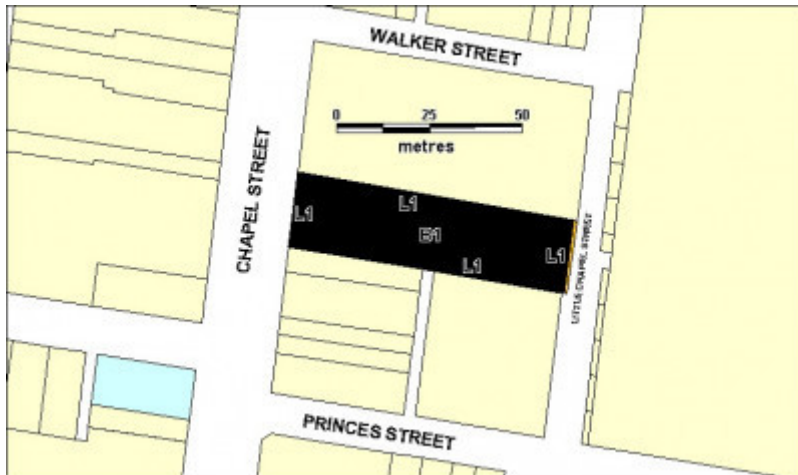 WALKER STREET
0 25 50
metres
CHAPEL STREET
L1
L1
B1
L1
L1
LITTLE CHAPEL STREET
PRINCES STREET